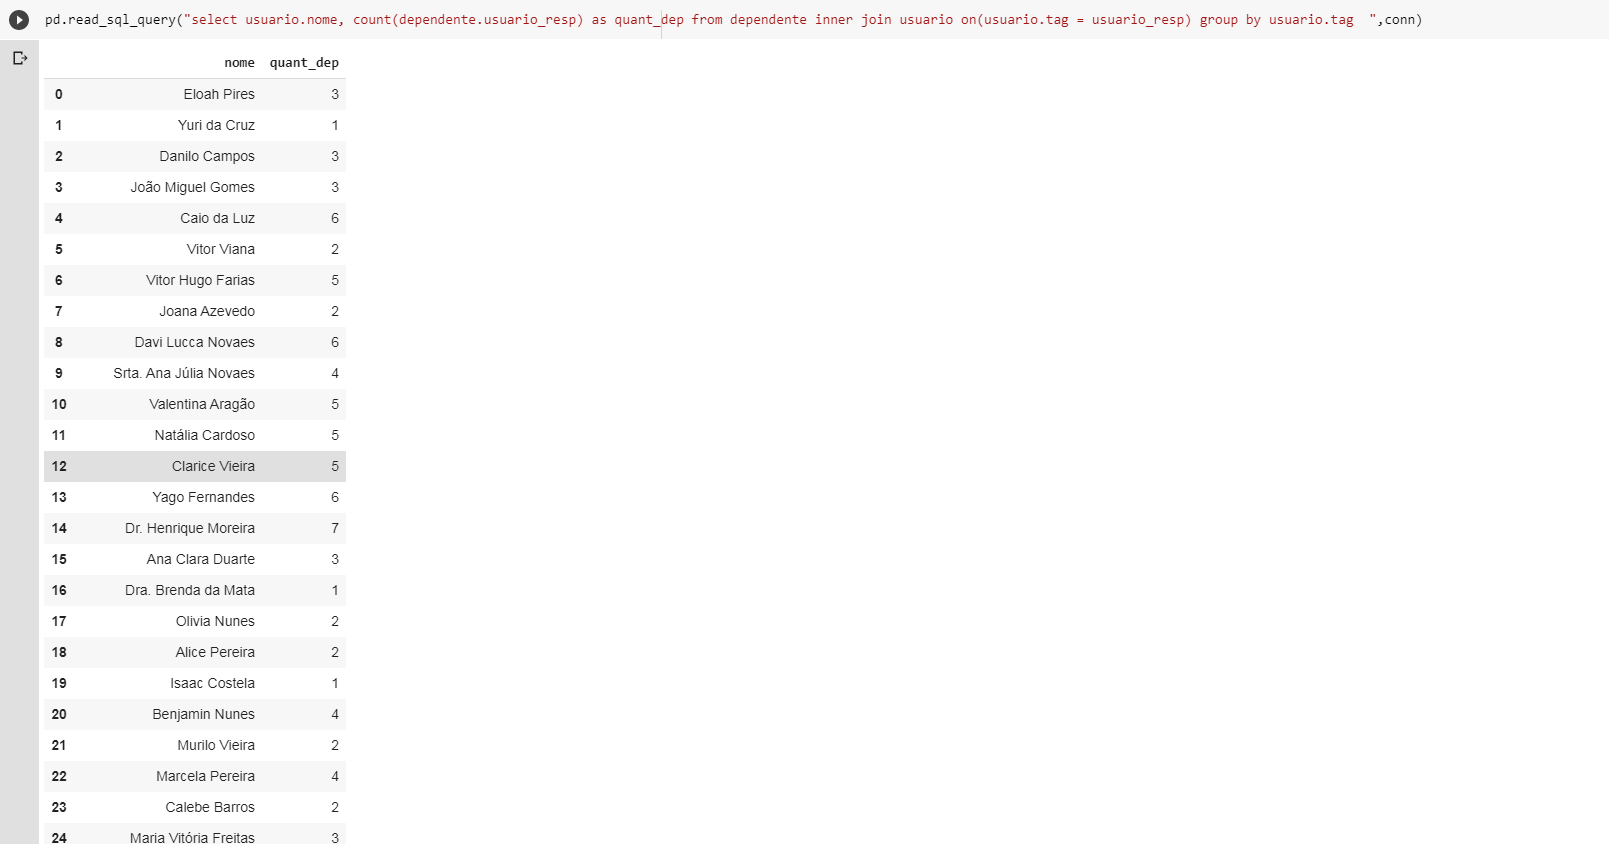 pd.read_sql_query("select usuario.nome, count(dependente.usuario_resp) as quant_dep from dependente inner join usuario on(usuario.tag = usuario_resp) group by usuario.tag  ",conn)
nome quant_dep
0 Eloah Pires 3
1 Yuri da Cruz 1
2 Danilo Campos 3
3 João Miguel Gomes 3
4 Caio da Luz 6
5 Vitor Viana 2
6 Vitor Hugo Farias 5
7 Joana Azevedo 2
8 Davi Lucca Novaes 6
9 Srta. Ana Júlia Novaes 4
10 Valentina Aragão 5
11 Natália Cardoso 5
12 Clarice Vieira 5
13 Yago Fernandes 6
14 Dr. Henrique Moreira 7
15 Ana Clara Duarte 3
16 Dra. Brenda da Mata 1
17 Olivia Nunes 2
18 Alice Pereira 2
19 Isaac Costela 1
20 Benjamin Nunes 4
21 Murilo Vieira 2
22 Marcela Pereira 4
23 Calebe Barros 2
24 Maria Vitória Freitas 3